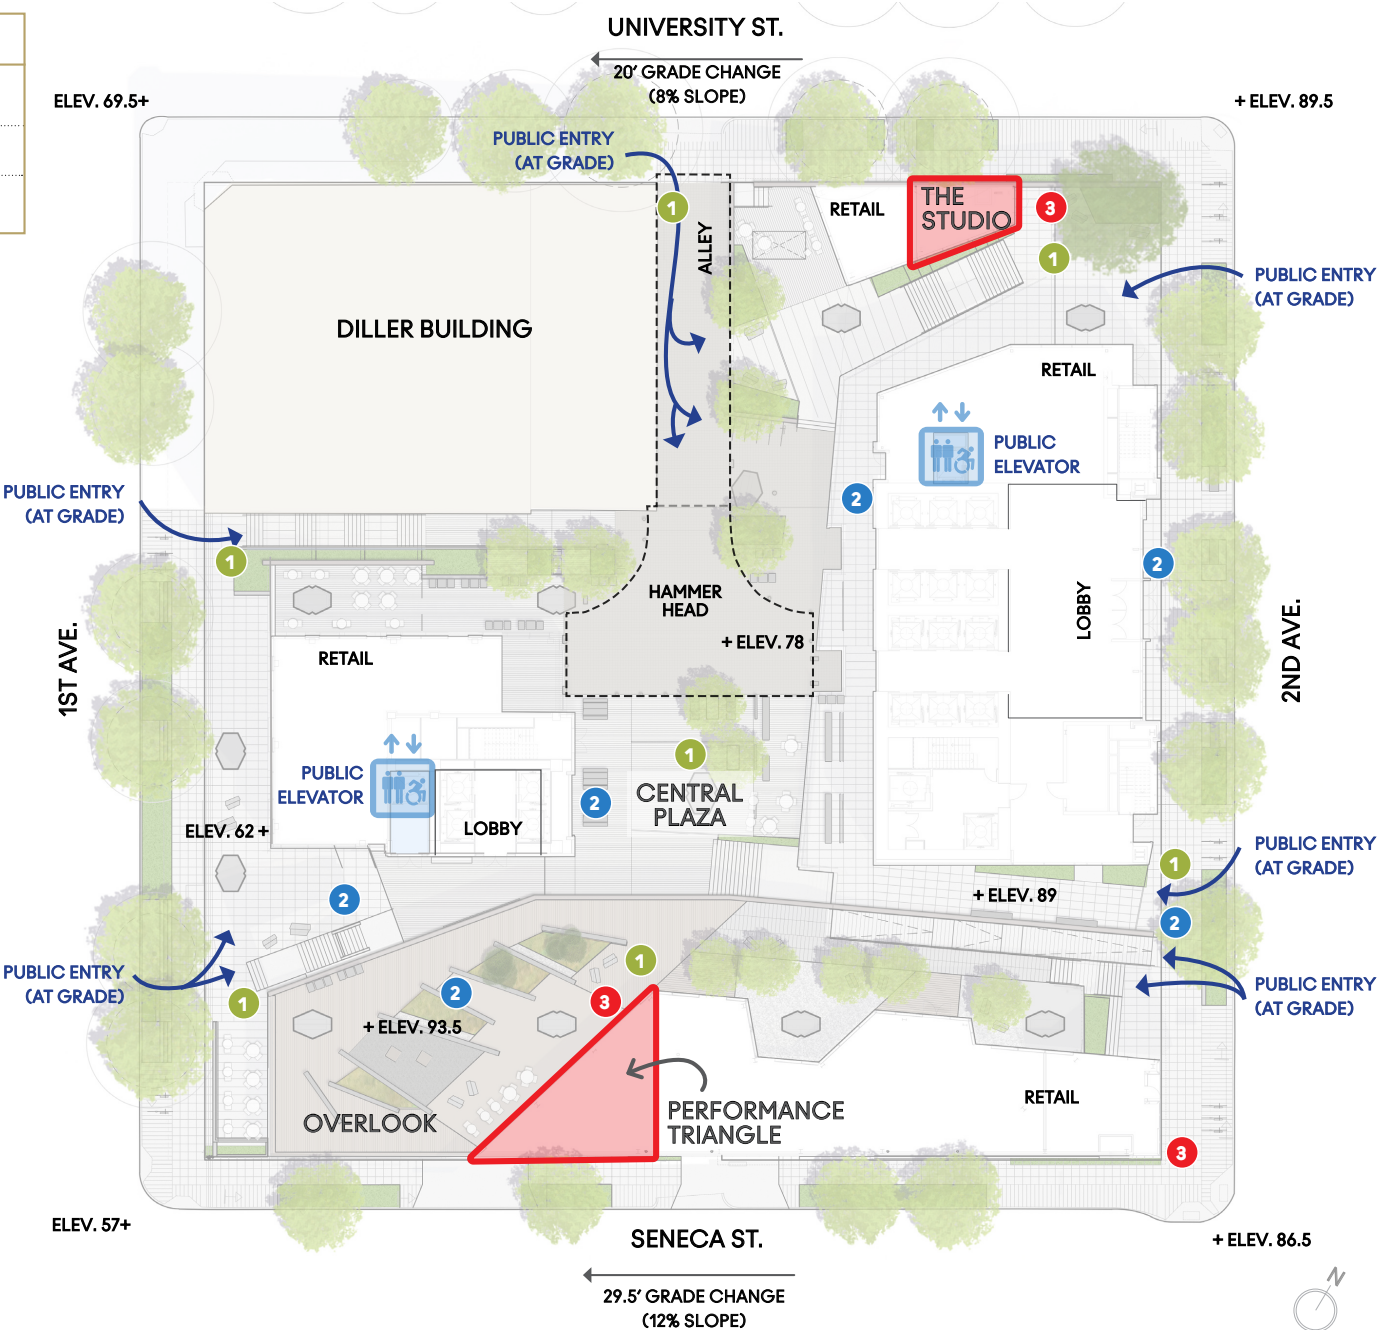 UNIVERSITY ST.
20' GRADE CHANGE
(8% SLOPE)
ELEV. 69.5+
+ ELEV. 89.5
PUBLIC ENTRY
(AT GRADE)
1
ALLEY
RETAIL
THE
STUDIO
3
1
PUBLIC ENTRY
(AT GRADE)
DILLER BUILDING
RETAIL
PUBLIC
ELEVATOR
2
PUBLIC ENTRY
(AT GRADE)
1
2
HAMMER
HEAD
+ ELEV. 78
LOBBY
1ST AVE.
2ND AVE.
RETAIL
1
CENTRAL
PLAZA
PUBLIC
ELEVATOR
2
LOBBY
ELEV. 62 +
PUBLIC ENTRY
(AT GRADE)
1
+ ELEV. 89
2
2
PUBLIC ENTRY
(AT GRADE)
1
1
2
3
+ ELEV. 93.5
PUBLIC ENTRY
(AT GRADE)
OVERLOOK
PERFORMANCE
TRIANGLE
RETAIL
3
ELEV. 57+
SENECA ST.
+ ELEV. 86.5
29.5' GRADE CHANGE
(12% SLOPE)
N